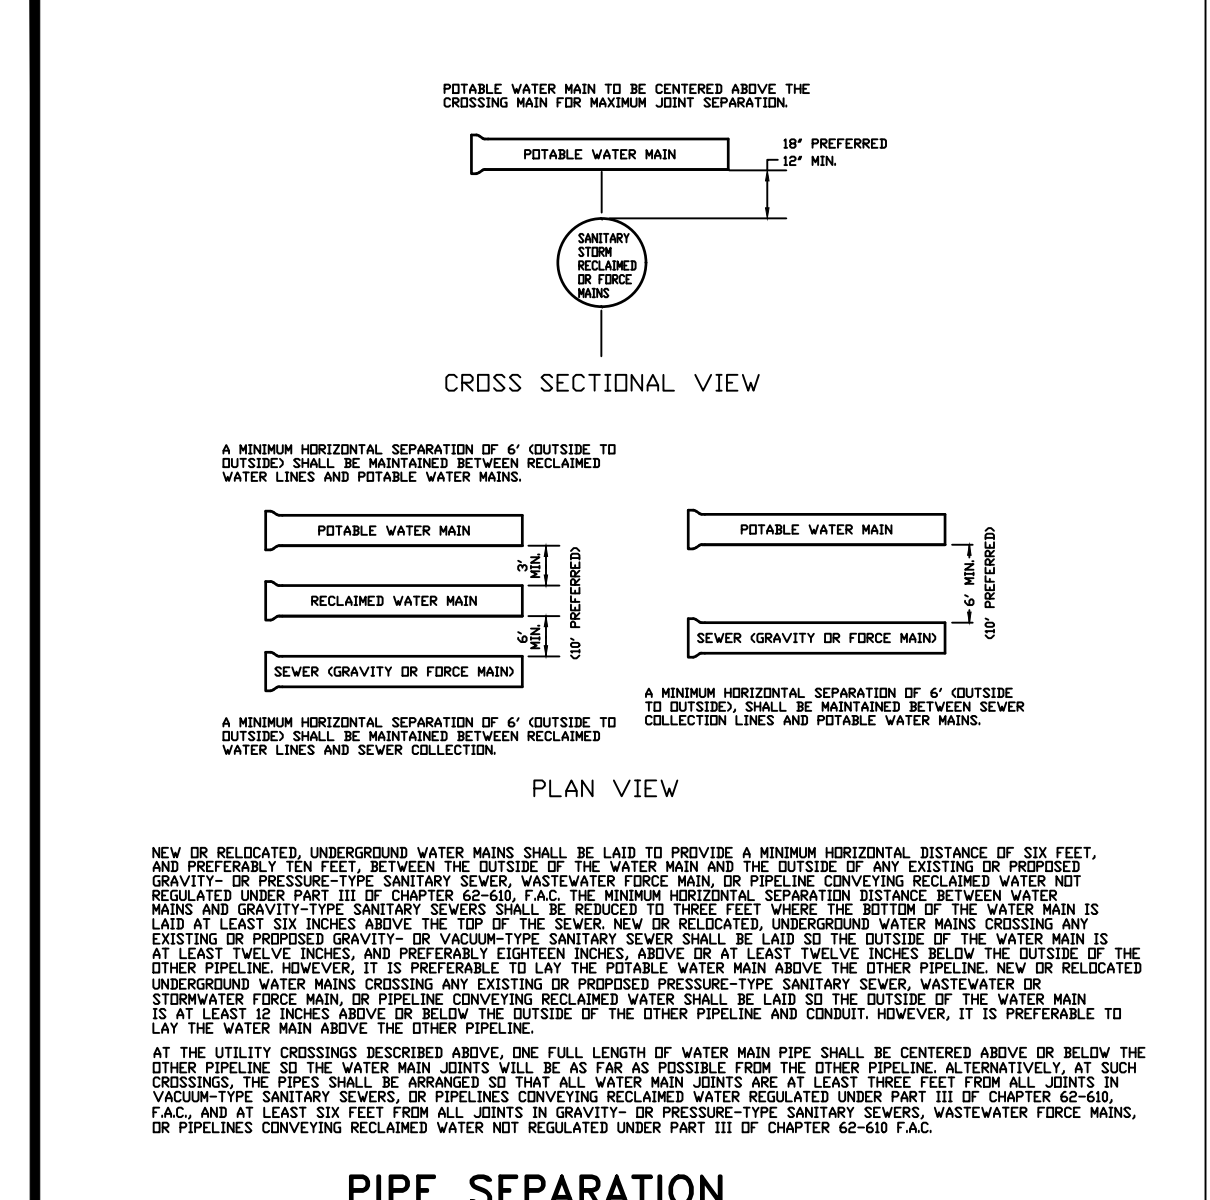 POTABLE WATER MAIN TO BE CENTERED ABOVE THE
CROSSING MAIN FOR MAXIMUM JOINT SEPARATION.
POTABLE WATER MAIN
18" PREFERRED
12" MIN.
SANITARY
STORM
RECLAIMED
OR FORCE
MAINS
CROSS SECTIONAL VIEW
A MINIMUM HORIZONTAL SEPARATION OF 6' (OUTSIDE TO
OUTSIDE) SHALL BE MAINTAINED BETWEEN RECLAIMED
WATER LINES AND POTABLE WATER MAINS.
POTABLE WATER MAIN
3'
MIN.
RECLAIMED WATER MAIN
6'
MIN.
(10' PREFERRED)
SEWER (GRAVITY OR FORCE MAIN)
A MINIMUM HORIZONTAL SEPARATION OF 6' (OUTSIDE TO
OUTSIDE) SHALL BE MAINTAINED BETWEEN RECLAIMED
WATER LINES AND SEWER COLLECTION.
POTABLE WATER MAIN
6' MIN.
(10' PREFERRED)
SEWER (GRAVITY OR FORCE MAIN)
A MINIMUM HORIZONTAL SEPARATION OF 6' (OUTSIDE
TO OUTSIDE), SHALL BE MAINTAINED BETWEEN SEWER
COLLECTION LINES AND POTABLE WATER MAINS.
PLAN VIEW
NEW OR RELOCATED, UNDERGROUND WATER MAINS SHALL BE LAID TO PROVIDE A MINIMUM HORIZONTAL DISTANCE OF SIX FEET,
AND PREFERABLY TEN FEET, BETWEEN THE OUTSIDE OF THE WATER MAIN AND THE OUTSIDE OF ANY EXISTING OR PROPOSED
GRAVITY- OR PRESSURE-TYPE SANITARY SEWER, WASTEWATER FORCE MAIN, OR PIPELINE CONVEYING RECLAIMED WATER NOT
REGULATED UNDER PART III OF CHAPTER 62-610, F.A.C. THE MINIMUM HORIZONTAL SEPARATION DISTANCE BETWEEN WATER
MAINS AND GRAVITY-TYPE SANITARY SEWERS SHALL BE REDUCED TO THREE FEET WHERE THE BOTTOM OF THE WATER MAIN IS
LAID AT LEAST SIX INCHES ABOVE THE TOP OF THE SEWER. NEW OR RELOCATED, UNDERGROUND WATER MAINS CROSSING ANY
EXISTING OR PROPOSED GRAVITY- OR VACUUM-TYPE SANITARY SEWER SHALL BE LAID SO THE OUTSIDE OF THE WATER MAIN IS
AT LEAST TWELVE INCHES, AND PREFERABLY EIGHTEEN INCHES, ABOVE OR AT LEAST TWELVE INCHES BELOW THE OUTSIDE OF THE
OTHER PIPELINE. HOWEVER, IT IS PREFERABLE TO LAY THE POTABLE WATER MAIN ABOVE THE OTHER PIPELINE. NEW OR RELOCATED
UNDERGROUND WATER MAINS CROSSING ANY EXISTING OR PROPOSED PRESSURE-TYPE SANITARY SEWER, WASTEWATER OR
STORMWATER FORCE MAIN, OR PIPELINE CONVEYING RECLAIMED WATER SHALL BE LAID SO THE OUTSIDE OF THE WATER MAIN
IS AT LEAST 12 INCHES ABOVE OR BELOW THE OUTSIDE OF THE OTHER PIPELINE AND CONDUIT. HOWEVER, IT IS PREFERABLE TO
LAY THE WATER MAIN ABOVE THE OTHER PIPELINE.
AT THE UTILITY CROSSINGS DESCRIBED ABOVE, ONE FULL LENGTH OF WATER MAIN PIPE SHALL BE CENTERED ABOVE OR BELOW THE
OTHER PIPELINE SO THE WATER MAIN JOINTS WILL BE AS FAR AS POSSIBLE FROM THE OTHER PIPELINE. ALTERNATIVELY, AT SUCH
CROSSINGS, THE PIPES SHALL BE ARRANGED SO THAT ALL WATER MAIN JOINTS ARE AT LEAST THREE FEET FROM ALL JOINTS IN
VACUUM-TYPE SANITARY SEWERS, OR PIPELINES CONVEYING RECLAIMED WATER REGULATED UNDER PART III OF CHAPTER 62-610,
F.A.C., AND AT LEAST SIX FEET FROM ALL JOINTS IN GRAVITY- OR PRESSURE-TYPE SANITARY SEWERS, WASTEWATER FORCE MAINS,
OR PIPELINES CONVEYING RECLAIMED WATER NOT REGULATED UNDER PART III OF CHAPTER 62-610 F.A.C.
PIPE SEPARATION